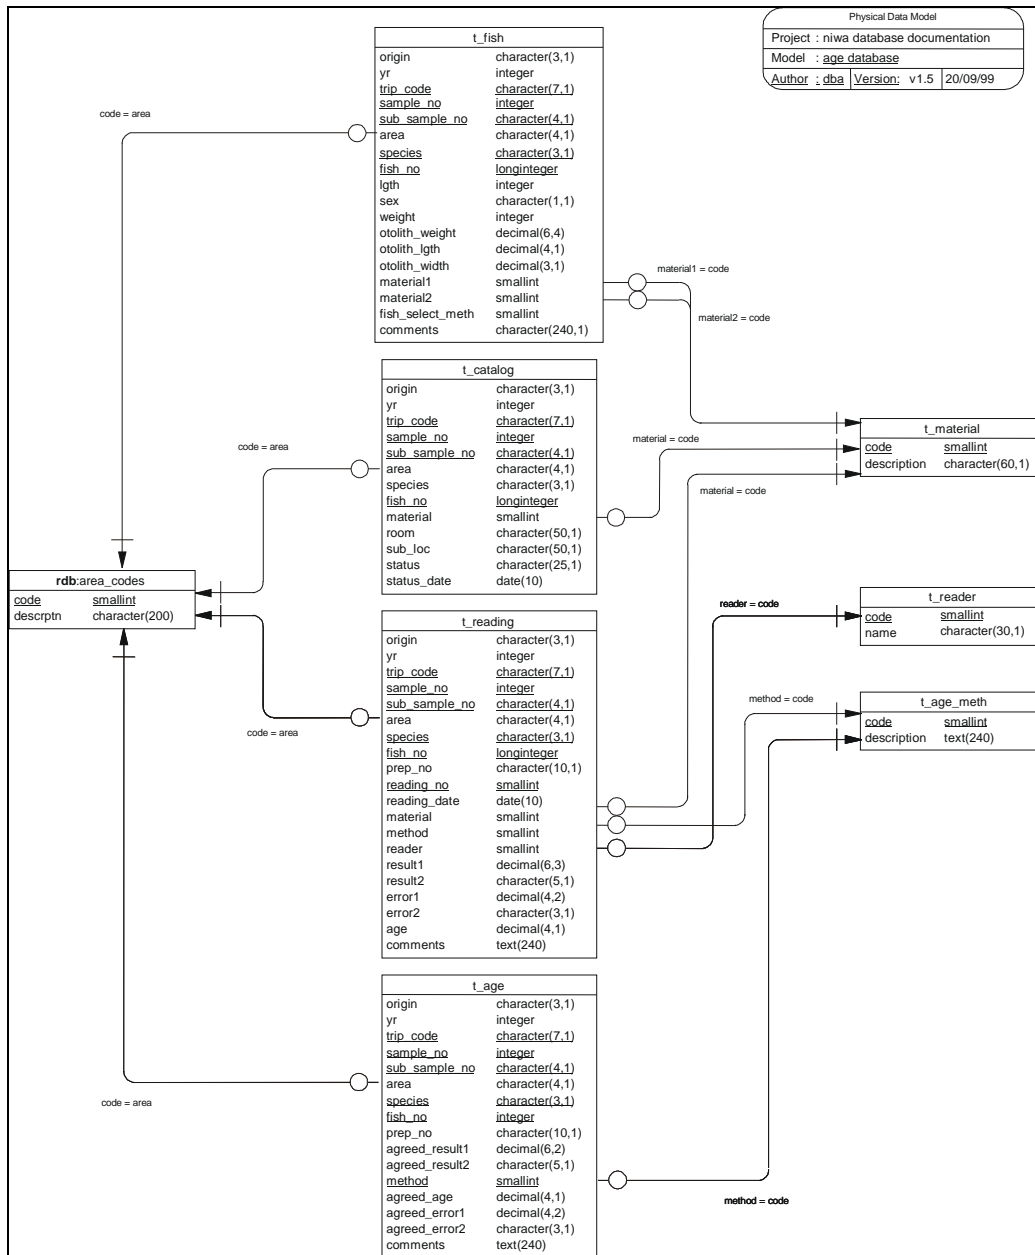 Physical Data Model
Project : niwa database documentation
Model : age database
Author : dba Version: v1.5 20/09/99
t_fish
origin character(3,1)
yr integer
trip_code character(7,1)
sample_no integer
sub_sample_no character(4,1)
area character(4,1)
species character(3,1)
fish_no longinteger
lgth integer
sex character(1,1)
weight integer
otolith_weight decimal(6,4)
otolith_lgth decimal(4,1)
otolith_width decimal(3,1)
material1 smallint
material2 smallint
fish_select_meth smallint
comments character(240,1)
code = area
material1 = code
material2 = code
t_catalog
origin character(3,1)
yr integer
trip_code character(7,1)
sample_no integer
sub_sample_no character(4,1)
area character(4,1)
species character(3,1)
fish_no longinteger
material smallint
room character(50,1)
sub_loc character(50,1)
status character(25,1)
status_date date(10)
code = area
material = code
material = code
t_material
code smallint
description character(60,1)
rdb:area_codes
code smallint
descrptn character(200)
t_reading
origin character(3,1)
yr integer
trip_code character(7,1)
sample_no integer
sub_sample_no character(4,1)
area character(4,1)
species character(3,1)
fish_no longinteger
prep_no character(10,1)
reading_no smallint
reading_date date(10)
material smallint
method smallint
reader smallint
result1 decimal(6,3)
result2 character(5,1)
error1 decimal(4,2)
error2 character(3,1)
age decimal(4,1)
comments text(240)
code = area
reader = code
t_reader
code smallint
name character(30,1)
method = code
t_age_meth
code smallint
description text(240)
t_age
origin character(3,1)
yr integer
trip_code character(7,1)
sample_no integer
sub_sample_no character(4,1)
area character(4,1)
species character(3,1)
fish_no integer
prep_no character(10,1)
agreed_result1 decimal(6,2)
agreed_result2 character(5,1)
method smallint
agreed_age decimal(4,1)
agreed_error1 decimal(4,2)
agreed_error2 character(3,1)
comments text(240)
code = area
method = code